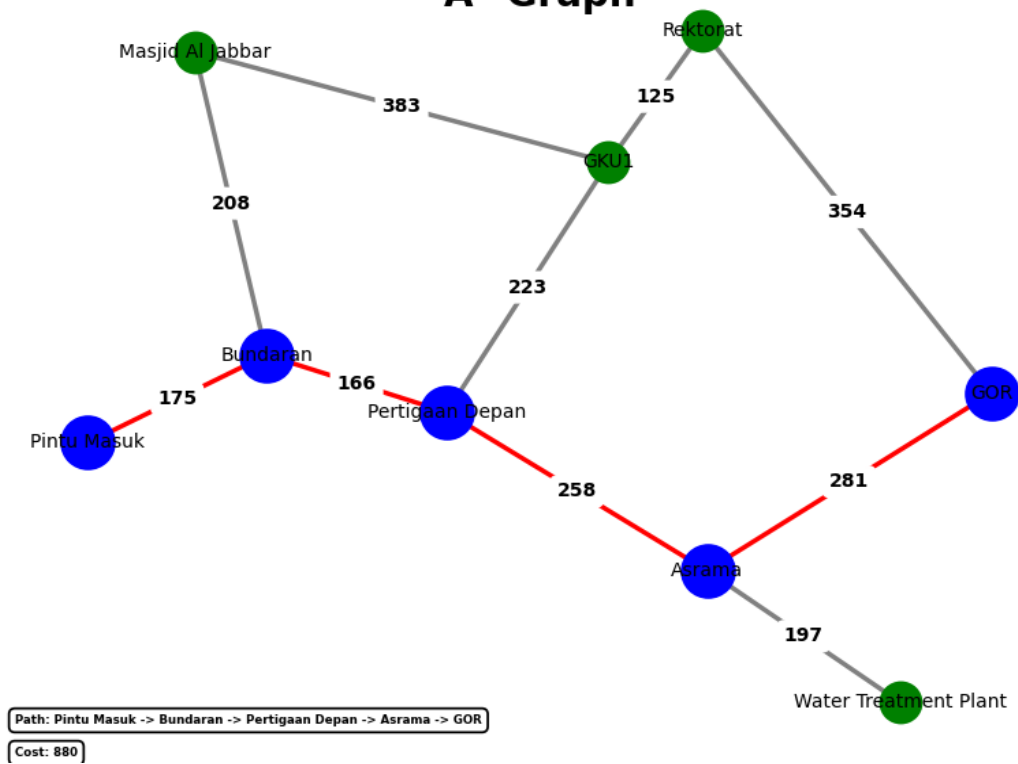 A* Graph
Rektorat
Masjid Al Jabbar
125
383
GKU1
208
354
223
Bundaran
166
175
GOR
Pertigaan Depan
Pintu Masuk
281
258
Asrama
197
Water Treatment Plant
Path: Pintu Masuk -> Bundaran -> Pertigaan Depan -> Asrama -> GOR
Cost: 880